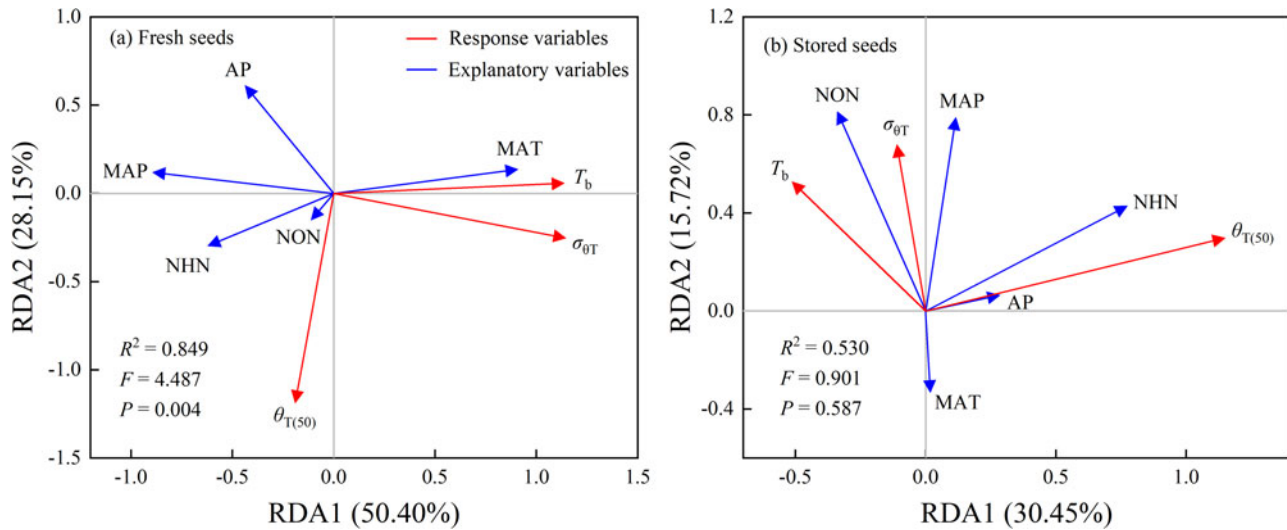 (a) Fresh seeds
Response variables
Explanatory variables
AP
MAP
MAT
T_b
σ_θT
NON
NHN
θ_T(50)
R² = 0.849
F = 4.487
P = 0.004
1.0
0.5
0.0
-0.5
-1.0
-1.5
-1.0
-0.5
0.0
0.5
1.0
1.5
RDA2 (28.15%)
RDA1 (50.40%)
(b) Stored seeds
NON
σ_θT
MAP
T_b
NHN
θ_T(50)
AP
MAT
R² = 0.530
F = 0.901
P = 0.587
1.2
0.8
0.4
0.0
-0.4
-0.5
0.0
0.5
1.0
RDA2 (15.72%)
RDA1 (30.45%)